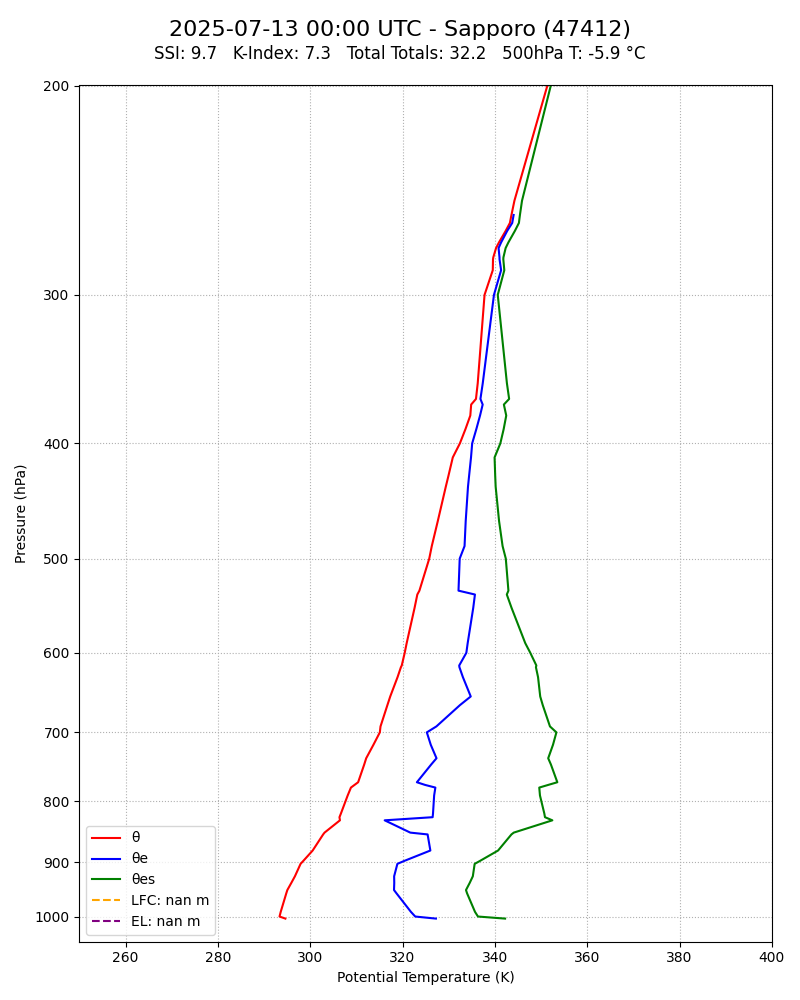 2025-07-13 00:00 UTC - Sapporo (47412)
SSI: 9.7   K-Index: 7.3   Total Totals: 32.2   500hPa T: -5.9 °C
200
300
400
500
600
700
800
900
1000
Pressure (hPa)
θ
θe
θes
LFC: nan m
EL: nan m
260 280 300 320 340 360 380 400
Potential Temperature (K)